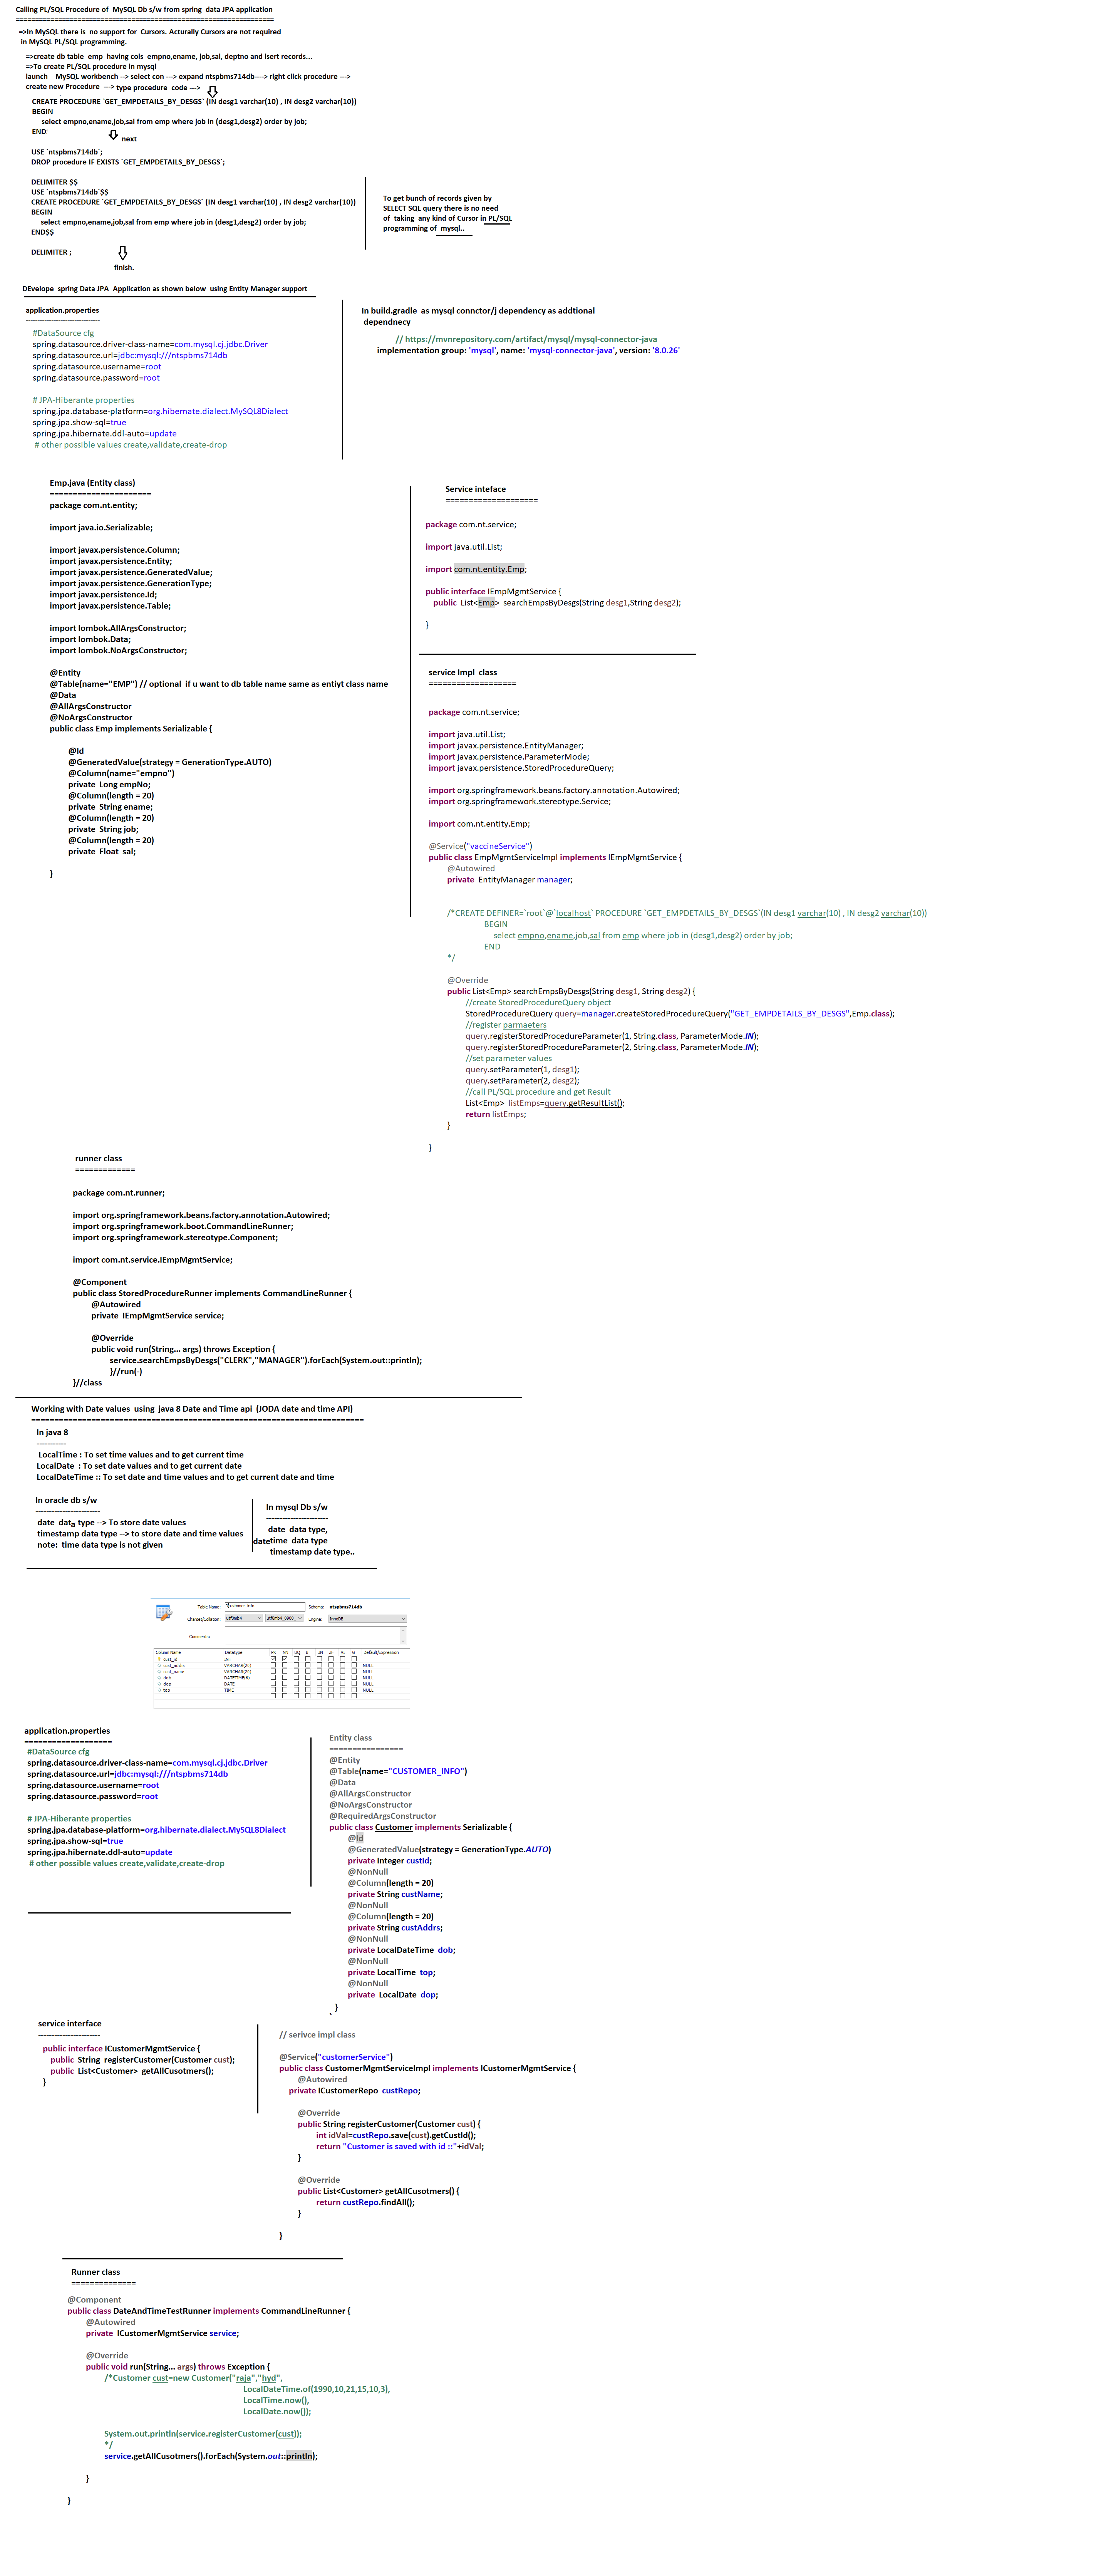 Calling PL/SQL Procedure of MySQL Db s/w from spring data JPA application
==========================================================================
=>In MySQL there is no support for Cursors. Acturally Cursors are not required
in MySQL PL/SQL programming.
=>create db table emp having cols empno,ename, job,sal, deptno and isert records...
=>To create PL/SQL procedure in mysql
launch MySQL workbench --> select con ---> expand ntspbms714db----> right click procedure --->
create new Procedure ---> type procedure code --->
CREATE PROCEDURE `GET_EMPDETAILS_BY_DESGS` (IN desg1 varchar(10) , IN desg2 varchar(10))
BEGIN
select empno,ename,job,sal from emp where job in (desg1,desg2) order by job;
END'
next
USE `ntspbms714db`;
DROP procedure IF EXISTS `GET_EMPDETAILS_BY_DESGS`;
DELIMITER $$
USE `ntspbms714db`$$
CREATE PROCEDURE `GET_EMPDETAILS_BY_DESGS` (IN desg1 varchar(10) , IN desg2 varchar(10))
BEGIN
select empno,ename,job,sal from emp where job in (desg1,desg2) order by job;
END$$
DELIMITER ;
finish.
To get bunch of records given by
SELECT SQL query there is no need
of taking any kind of Cursor in PL/SQL
programming of mysql..
DEvelope spring Data JPA Application as shown below using Entity Manager support
application.properties
--------------------------------
#DataSource cfg
spring.datasource.driver-class-name=com.mysql.cj.jdbc.Driver
spring.datasource.url=jdbc:mysql:///ntspbms714db
spring.datasource.username=root
spring.datasource.password=root
# JPA-Hiberante properties
spring.jpa.database-platform=org.hibernate.dialect.MySQL8Dialect
spring.jpa.show-sql=true
spring.jpa.hibernate.ddl-auto=update
# other possible values create,validate,create-drop
In build.gradle as mysql connctor/j dependency as addtional
dependnecy
// https://mvnrepository.com/artifact/mysql/mysql-connector-java
implementation group: 'mysql', name: 'mysql-connector-java', version: '8.0.26'
Emp.java (Entity class)
======================
package com.nt.entity;
import java.io.Serializable;
import javax.persistence.Column;
import javax.persistence.Entity;
import javax.persistence.GeneratedValue;
import javax.persistence.GenerationType;
import javax.persistence.Id;
import javax.persistence.Table;
import lombok.AllArgsConstructor;
import lombok.Data;
import lombok.NoArgsConstructor;
@Entity
@Table(name="EMP") // optional if u want to db table name same as entiyt class name
@Data
@AllArgsConstructor
@NoArgsConstructor
public class Emp implements Serializable {
@Id
@GeneratedValue(strategy = GenerationType.AUTO)
@Column(name="empno")
private Long empNo;
@Column(length = 20)
private String ename;
@Column(length = 20)
private String job;
@Column(length = 20)
private Float sal;
}
Service inteface
====================
package com.nt.service;
import java.util.List;
import com.nt.entity.Emp;
public interface IEmpMgmtService {
public List<Emp> searchEmpsByDesgs(String desg1,String desg2);
}
service Impl class
===================
package com.nt.service;
import java.util.List;
import javax.persistence.EntityManager;
import javax.persistence.ParameterMode;
import javax.persistence.StoredProcedureQuery;
import org.springframework.beans.factory.annotation.Autowired;
import org.springframework.stereotype.Service;
import com.nt.entity.Emp;
@Service("vaccineService")
public class EmpMgmtServiceImpl implements IEmpMgmtService {
@Autowired
private EntityManager manager;
/*CREATE DEFINER=`root`@`localhost` PROCEDURE `GET_EMPDETAILS_BY_DESGS`(IN desg1 varchar(10) , IN desg2 varchar(10))
BEGIN
select empno,ename,job,sal from emp where job in (desg1,desg2) order by job;
END
*/
@Override
public List<Emp> searchEmpsByDesgs(String desg1, String desg2) {
//create StoredProcedureQuery object
StoredProcedureQuery query=manager.createStoredProcedureQuery("GET_EMPDETAILS_BY_DESGS",Emp.class);
//register parmaeters
query.registerStoredProcedureParameter(1, String.class, ParameterMode.IN);
query.registerStoredProcedureParameter(2, String.class, ParameterMode.IN);
//set parameter values
query.setParameter(1, desg1);
query.setParameter(2, desg2);
//call PL/SQL procedure and get Result
List<Emp> listEmps=query.getResultList();
return listEmps;
}
}
runner class
=============
package com.nt.runner;
import org.springframework.beans.factory.annotation.Autowired;
import org.springframework.boot.CommandLineRunner;
import org.springframework.stereotype.Component;
import com.nt.service.IEmpMgmtService;
@Component
public class StoredProcedureRunner implements CommandLineRunner {
@Autowired
private IEmpMgmtService service;
@Override
public void run(String... args) throws Exception {
service.searchEmpsByDesgs("CLERK","MANAGER").forEach(System.out::println);
}//run(-)
}//class
Working with Date values using java 8 Date and Time api (JODA date and time API)
========================================================================
In java 8
-----------
LocalTime : To set time values and to get current time
LocalDate : To set date values and to get current date
LocalDateTime :: To set date and time values and to get current date and time
In oracle db s/w
------------------------
date data type --> To store date values
timestamp data type --> to store date and time values
note: time data type is not given
In mysql Db s/w
-----------------------
date data type,
date time data type
timestamp date type..
Table Name: customer_info Schema: ntspbms714db
Charset/Collation: utf8mb4 utf8mb4_0900_ Engine: InnoDB
Comments:
Column Name Datatype PK NN UQ B UN ZF AI G Default/Expression
cust_id INT
cust_addrs VARCHAR(20) NULL
cust_name VARCHAR(20) NULL
dob DATETIME(6) NULL
dop DATE NULL
top TIME NULL
application.properties
===================
#DataSource cfg
spring.datasource.driver-class-name=com.mysql.cj.jdbc.Driver
spring.datasource.url=jdbc:mysql:///ntspbms714db
spring.datasource.username=root
spring.datasource.password=root
# JPA-Hiberante properties
spring.jpa.database-platform=org.hibernate.dialect.MySQL8Dialect
spring.jpa.show-sql=true
spring.jpa.hibernate.ddl-auto=update
# other possible values create,validate,create-drop
Entity class
================
@Entity
@Table(name="CUSTOMER_INFO")
@Data
@AllArgsConstructor
@NoArgsConstructor
@RequiredArgsConstructor
public class Customer implements Serializable {
@Id
@GeneratedValue(strategy = GenerationType.AUTO)
private Integer custId;
@NonNull
@Column(length = 20)
private String custName;
@NonNull
@Column(length = 20)
private String custAddrs;
@NonNull
private LocalDateTime dob;
@NonNull
private LocalTime top;
@NonNull
private LocalDate dop;
}
service interface
-----------------------
public interface ICustomerMgmtService {
public String registerCustomer(Customer cust);
public List<Customer> getAllCusotmers();
}
// serivce impl class
@Service("customerService")
public class CustomerMgmtServiceImpl implements ICustomerMgmtService {
@Autowired
private ICustomerRepo custRepo;
@Override
public String registerCustomer(Customer cust) {
int idVal=custRepo.save(cust).getCustId();
return "Customer is saved with id ::"+idVal;
}
@Override
public List<Customer> getAllCusotmers() {
return custRepo.findAll();
}
}
Runner class
==============
@Component
public class DateAndTimeTestRunner implements CommandLineRunner {
@Autowired
private ICustomerMgmtService service;
@Override
public void run(String... args) throws Exception {
/*Customer cust=new Customer("raja","hyd",
LocalDateTime.of(1990,10,21,15,10,3),
LocalTime.now(),
LocalDate.now());
System.out.println(service.registerCustomer(cust));
*/
service.getAllCusotmers().forEach(System.out::println);
}
}